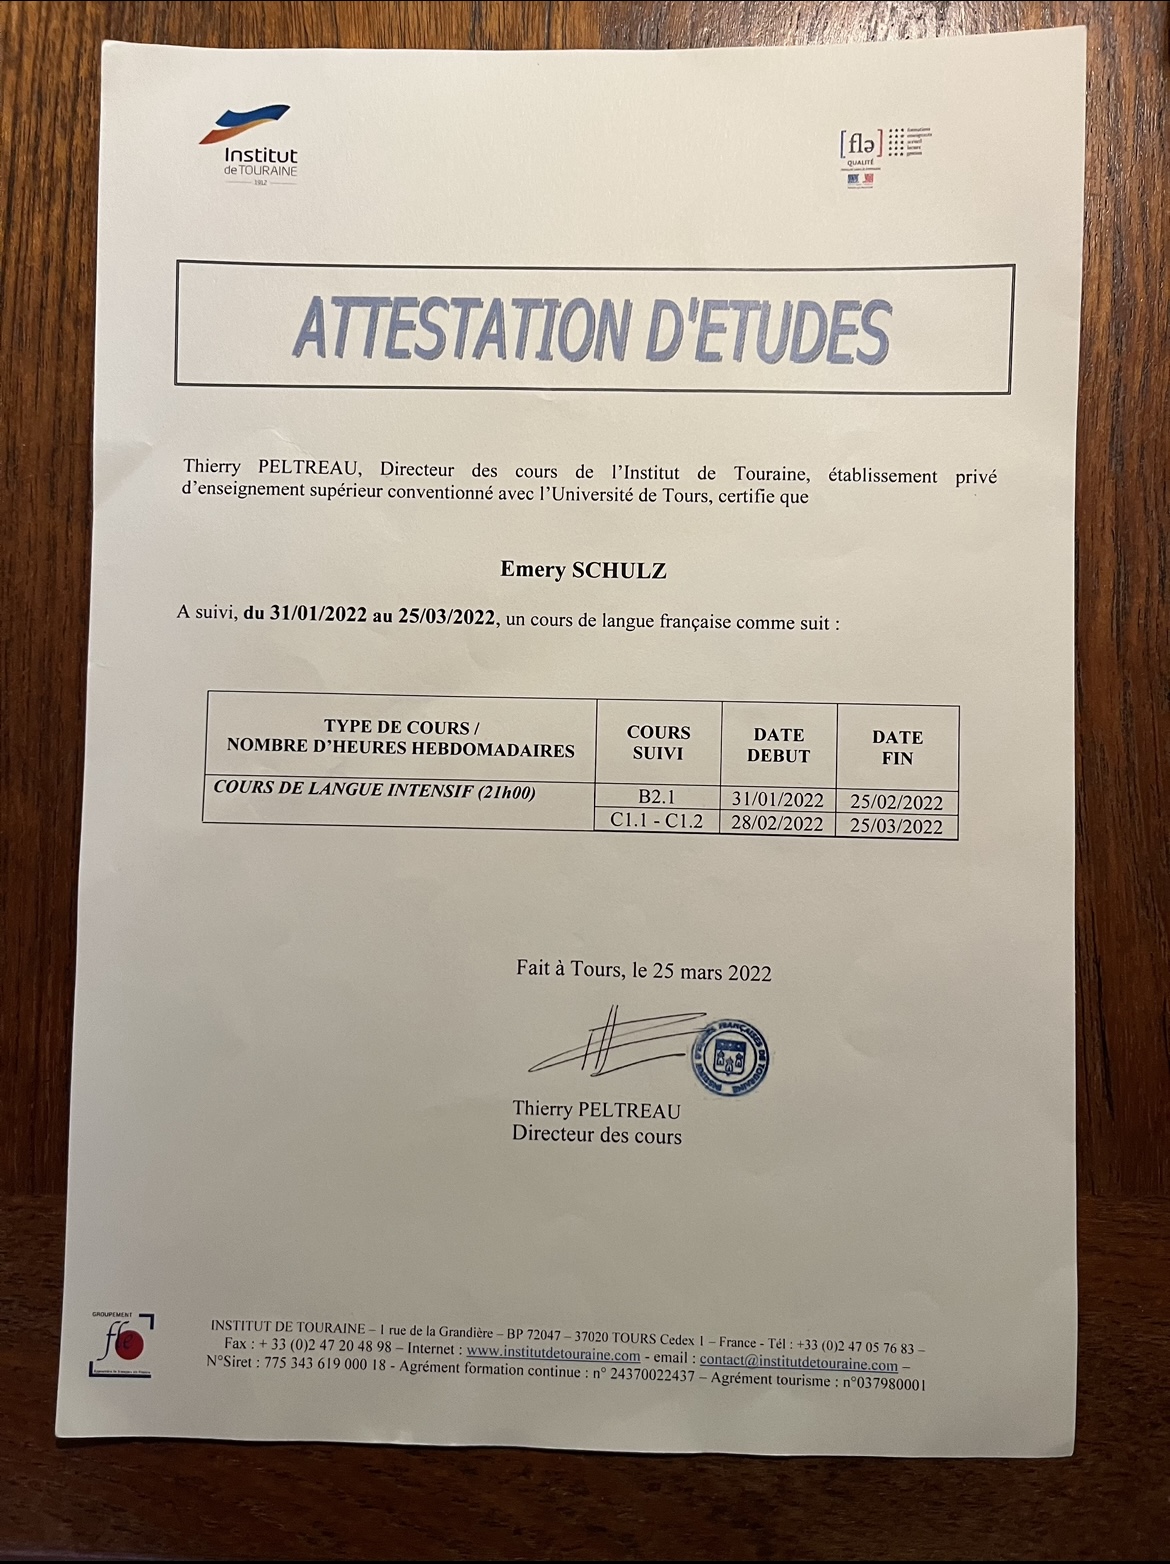 Institut
de TOURAINE
1912
[flə]
QUALITÉ
ATTESTATION D'ETUDES
Thierry PELTREAU, Directeur des cours de l'Institut de Touraine, établissement privé
d'enseignement supérieur conventionné avec l'Université de Tours, certifie que
Emery SCHULZ
A suivi, du 31/01/2022 au 25/03/2022, un cours de langue française comme suit :
TYPE DE COURS /
NOMBRE D'HEURES HEBDOMADAIRES
COURS
SUIVI
DATE
DEBUT
DATE
FIN
COURS DE LANGUE INTENSIF (21h00)
B2.1 31/01/2022 25/02/2022
C1.1 - C1.2 28/02/2022 25/03/2022
Fait à Tours, le 25 mars 2022
Thierry PELTREAU
Directeur des cours
GROUPEMENT
fle
INSTITUT DE TOURAINE – 1 rue de la Grandière – BP 72047 – 37020 TOURS Cedex 1 – France - Tél : +33 (0)2 47 05 76 83 –
Fax : + 33 (0)2 47 20 48 98 – Internet : www.institutdetouraine.com - email : contact@institutdetouraine.com –
N°Siret : 775 343 619 000 18 - Agrément formation continue : n° 24370022437 – Agrément tourisme : n°037980001